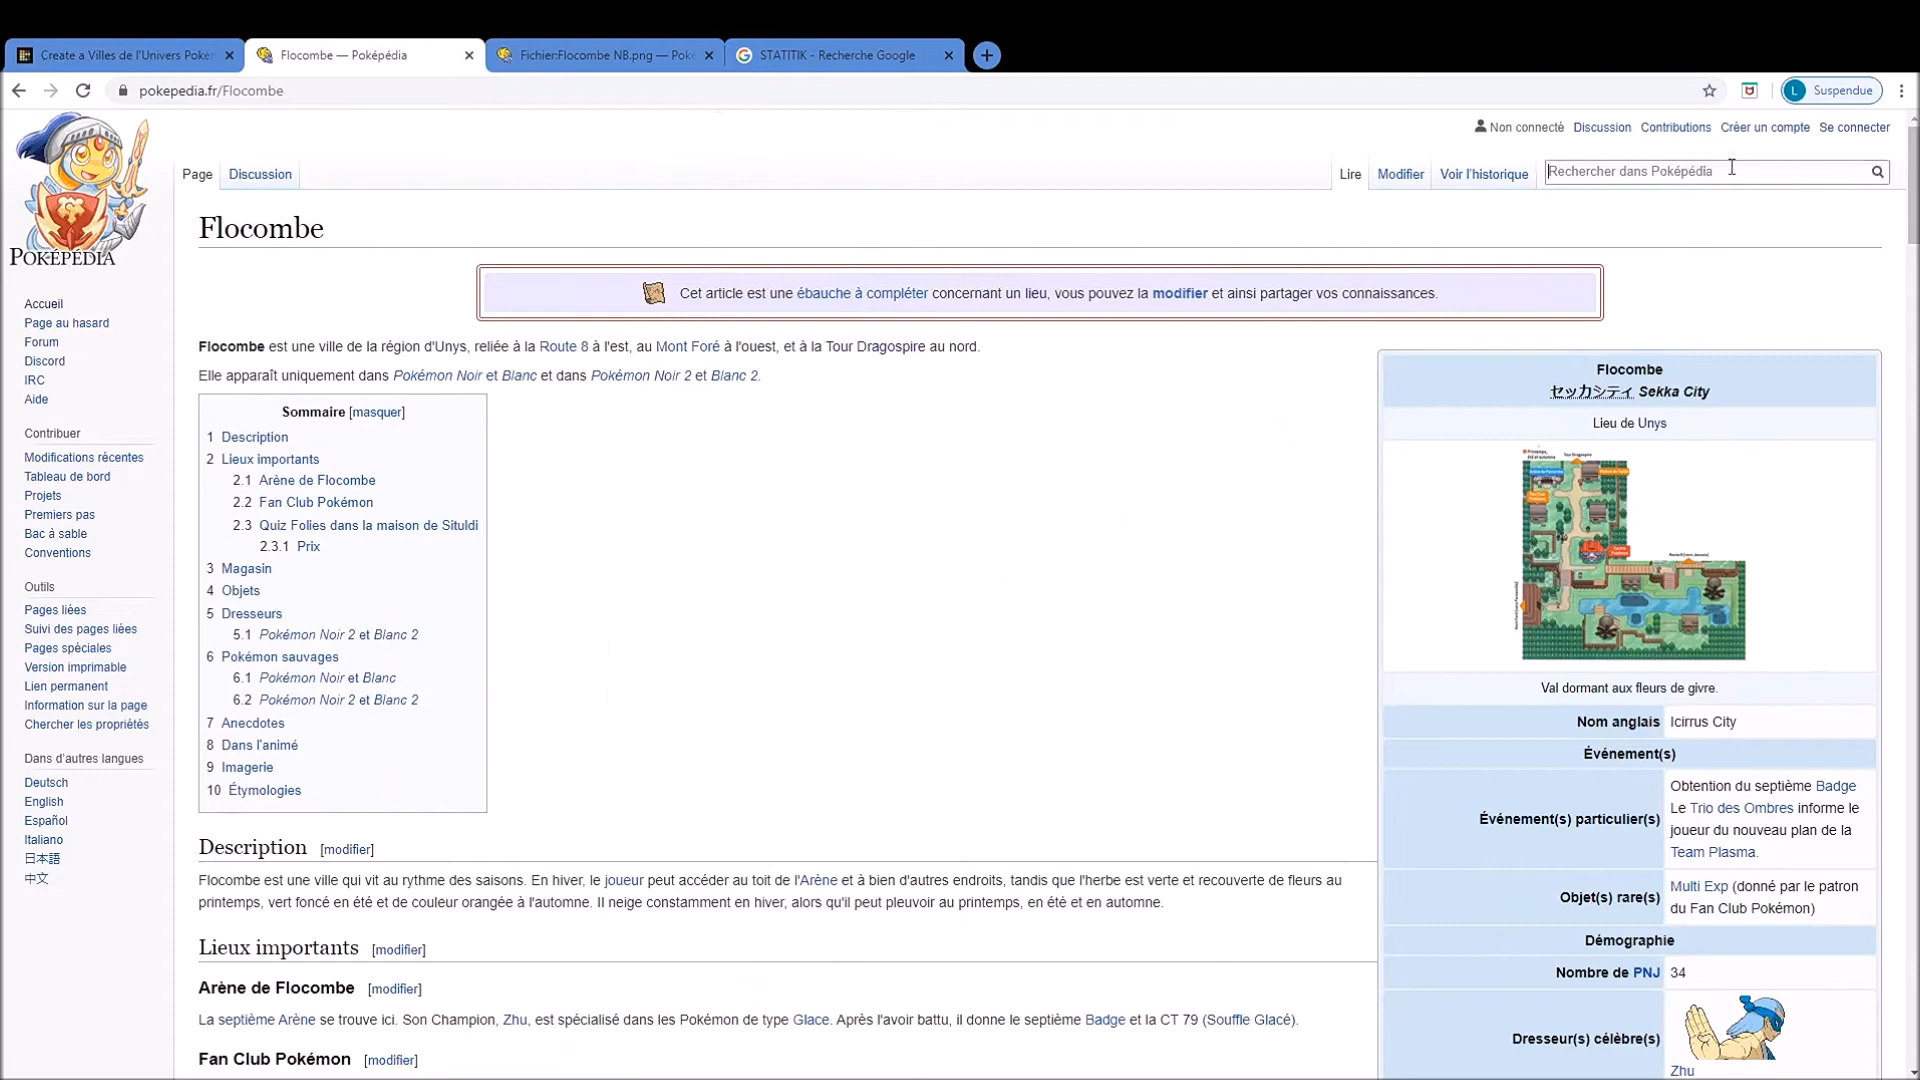 Create a Villes de l'Univers Poké
Flocombe — Poképédia
Fichier:Flocombe NB.png — Pok
STATITIK - Recherche Google
pokepedia.fr/Flocombe
L Suspendue
Non connecté Discussion Contributions Créer un compte Se connecter
Page Discussion
Lire Modifier Voir l'historique
Rechercher dans Poképédia
POKÉPÉDIA
Accueil
Page au hasard
Forum
Discord
IRC
Aide
Contribuer
Modifications récentes
Tableau de bord
Projets
Premiers pas
Bac à sable
Conventions
Outils
Pages liées
Suivi des pages liées
Pages spéciales
Version imprimable
Lien permanent
Information sur la page
Chercher les propriétés
Dans d'autres langues
Deutsch
English
Español
Italiano
日本語
中文
Flocombe
Cet article est une ébauche à compléter concernant un lieu, vous pouvez la modifier et ainsi partager vos connaissances.
Flocombe est une ville de la région d'Unys, reliée à la Route 8 à l'est, au Mont Foré à l'ouest, et à la Tour Dragospire au nord.
Elle apparaît uniquement dans Pokémon Noir et Blanc et dans Pokémon Noir 2 et Blanc 2.
Sommaire [masquer]
1 Description
2 Lieux importants
2.1 Arène de Flocombe
2.2 Fan Club Pokémon
2.3 Quiz Folies dans la maison de Situldi
2.3.1 Prix
3 Magasin
4 Objets
5 Dresseurs
5.1 Pokémon Noir 2 et Blanc 2
6 Pokémon sauvages
6.1 Pokémon Noir et Blanc
6.2 Pokémon Noir 2 et Blanc 2
7 Anecdotes
8 Dans l'animé
9 Imagerie
10 Étymologies
Description [modifier]
Flocombe est une ville qui vit au rythme des saisons. En hiver, le joueur peut accéder au toit de l'Arène et à bien d'autres endroits, tandis que l'herbe est verte et recouverte de fleurs au
printemps, vert foncé en été et de couleur orangée à l'automne. Il neige constamment en hiver, alors qu'il peut pleuvoir au printemps, en été et en automne.
Lieux importants [modifier]
Arène de Flocombe [modifier]
La septième Arène se trouve ici. Son Champion, Zhu, est spécialisé dans les Pokémon de type Glace. Après l'avoir battu, il donne le septième Badge et la CT 79 (Souffle Glacé).
Fan Club Pokémon [modifier]
Flocombe
セッカシティ Sekka City
Lieu de Unys
Tour Dragospire
Val dormant aux fleurs de givre.
Nom anglais Icirrus City
Événement(s)
Événement(s) particulier(s) Obtention du septième Badge
Le Trio des Ombres informe le
joueur du nouveau plan de la
Team Plasma.
Objet(s) rare(s) Multi Exp (donné par le patron
du Fan Club Pokémon)
Démographie
Nombre de PNJ 34
Dresseur(s) célèbre(s)
Zhu